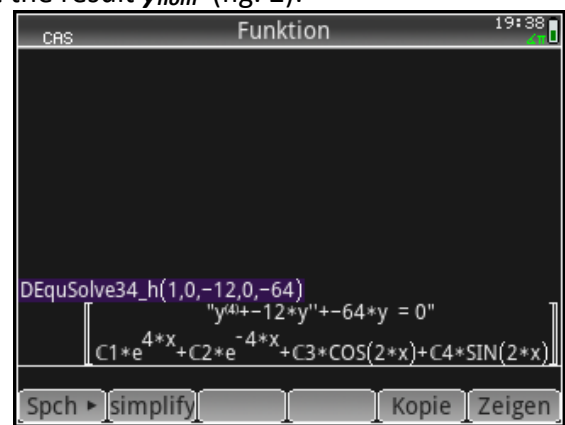 the result y_hom (fig. 2).
CAS Funktion 19:38
∡π
DEquSolve34_h(1,0,−12,0,−64)
"y⁽⁴⁾+−12*y''+−64*y = 0"
C1*e^4*x+C2*e^-4*x+C3*COS(2*x)+C4*SIN(2*x)
Spch ▸ simplify Kopie Zeigen